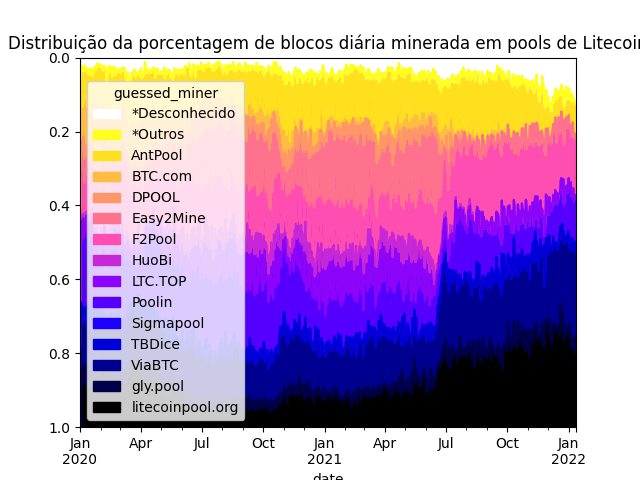 Distribuição da porcentagem de blocos diária minerada em pools de Litecoin
0.0
0.2
0.4
0.6
0.8
1.0
guessed_miner
*Desconhecido
*Outros
AntPool
BTC.com
DPOOL
Easy2Mine
F2Pool
HuoBi
LTC.TOP
Poolin
Sigmapool
TBDice
ViaBTC
gly.pool
litecoinpool.org
Jan Apr Jul Oct Jan Apr Jul Oct Jan
2020 2021 2022
date